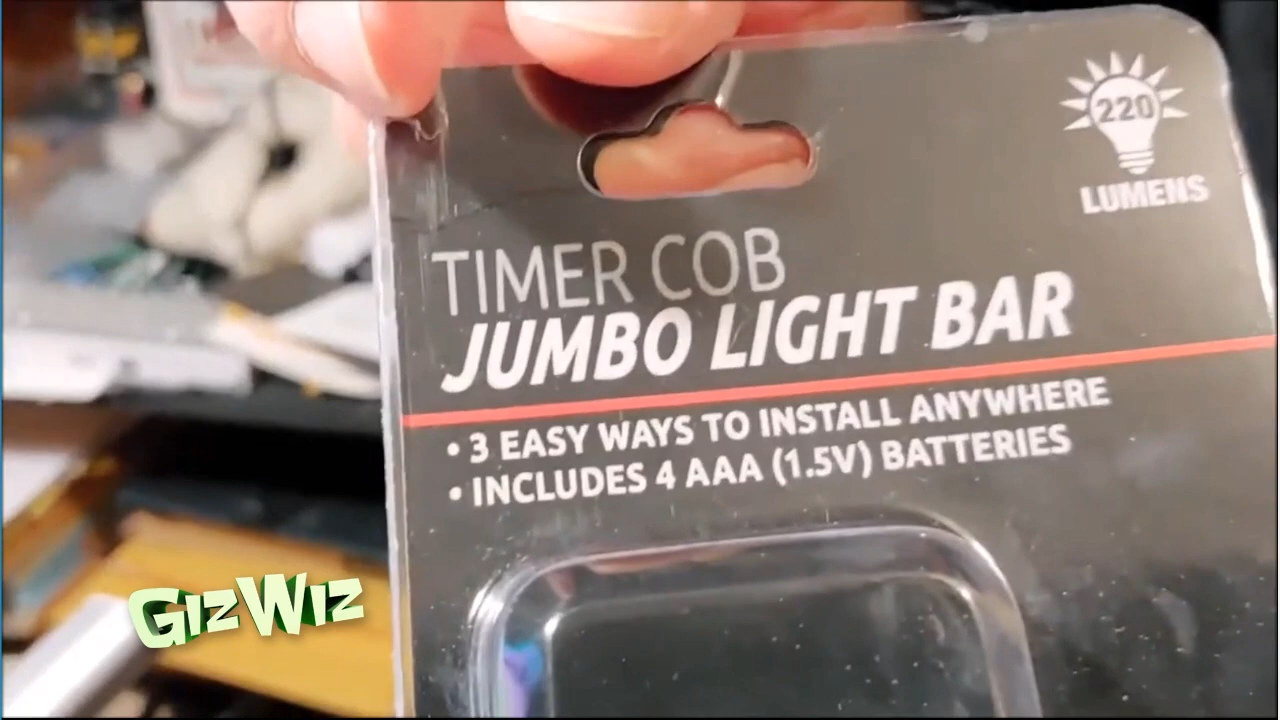 220
LUMENS
TIMER COB
JUMBO LIGHT BAR
• 3 EASY WAYS TO INSTALL ANYWHERE
• INCLUDES 4 AAA (1.5V) BATTERIES
GIZWIZ